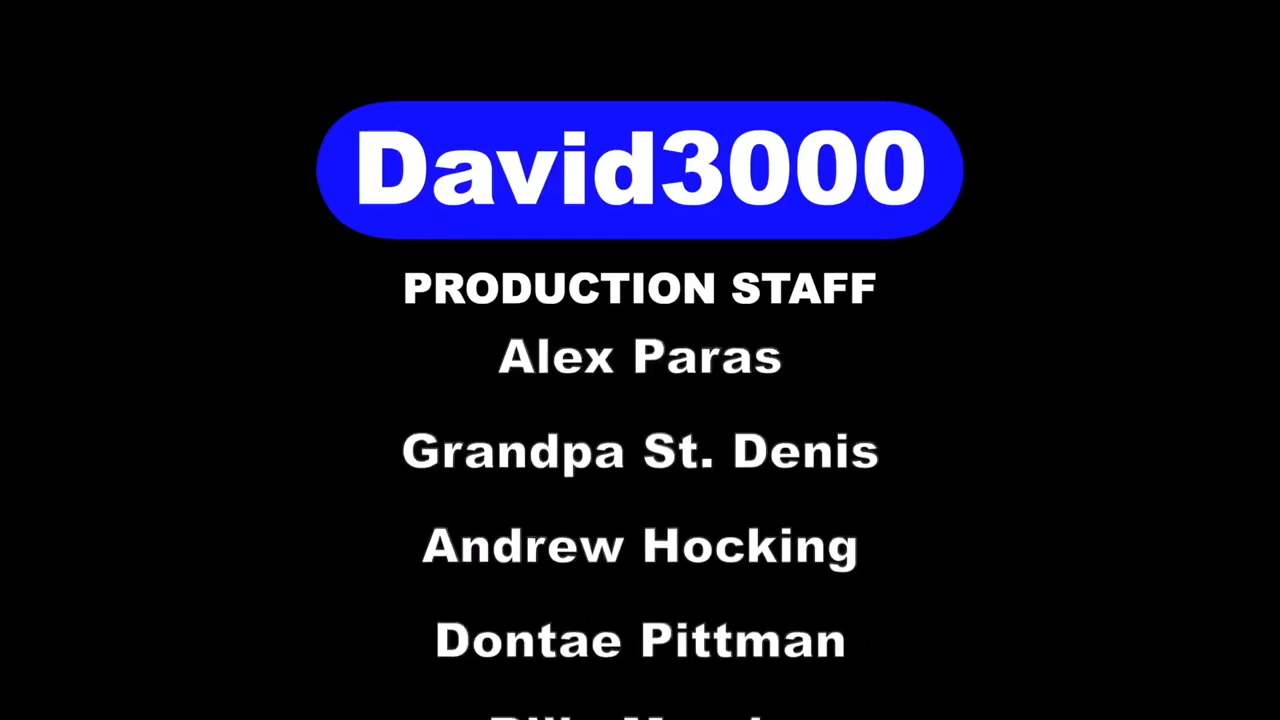 David3000
PRODUCTION STAFF
Alex Paras
Grandpa St. Denis
Andrew Hocking
Dontae Pittman